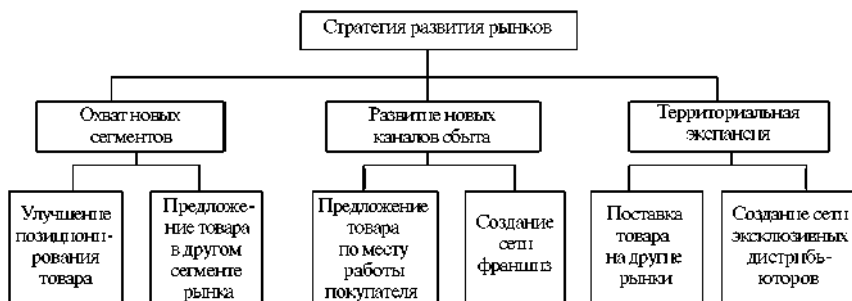 Стратегия развития рынков
Охват новых
сегментов
Развитие новых
каналов сбыта
Территориальная
экспансия
Улучшение
позициони-
рования
товара
Предложе-
ние товара
в другом
сегменте
рынка
Предложение
товара
по месту
работы
покупателя
Создание
сети
франшиз
Поставка
товара
на другие
рынки
Создание сети
эксклюзивных
дистрибь-
юторов